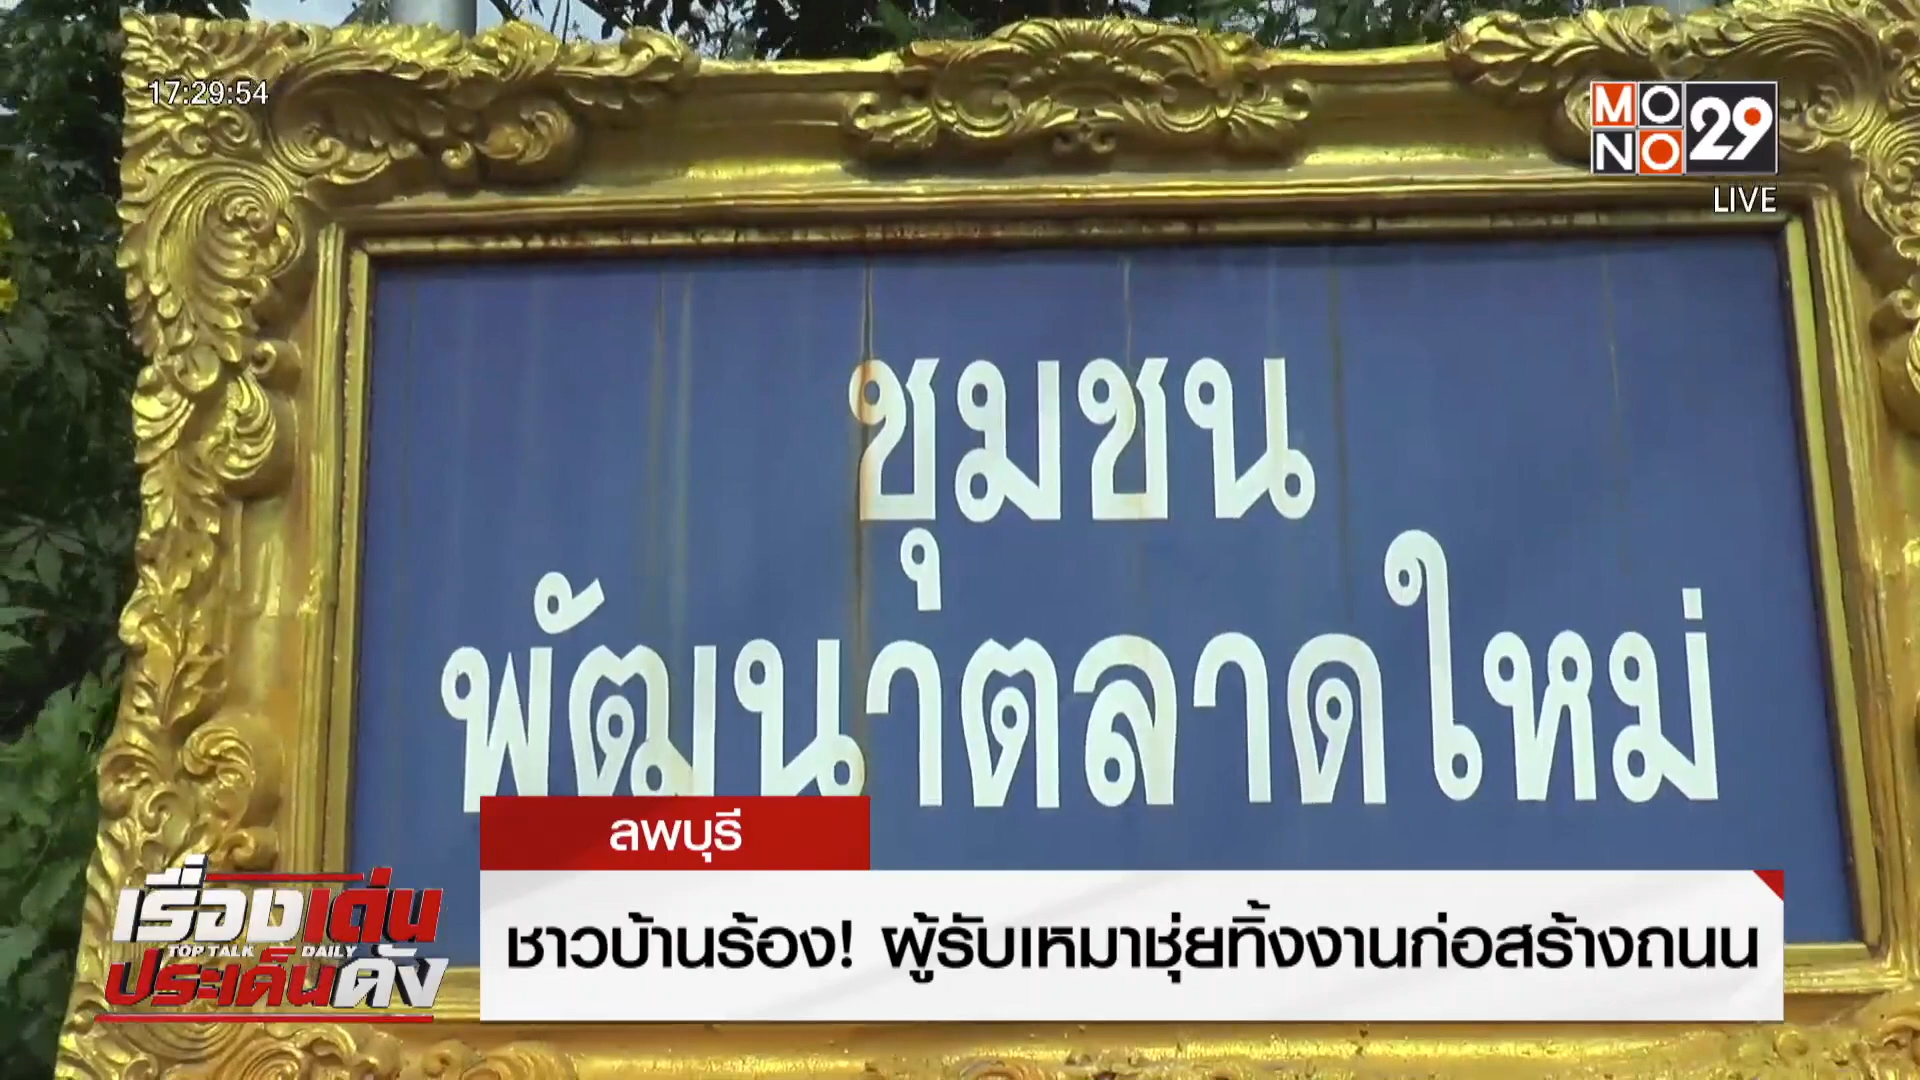 17:29:54
MONO 29
LIVE
ชุมชน
พัฒนาตลาดใหม่
ลพบุรี
ชาวบ้านร้อง! ผู้รับเหมาชุ่ยทิ้งงานก่อสร้างถนน
เรื่องเด่น
TOP TALK DAILY
ประเด็นดัง